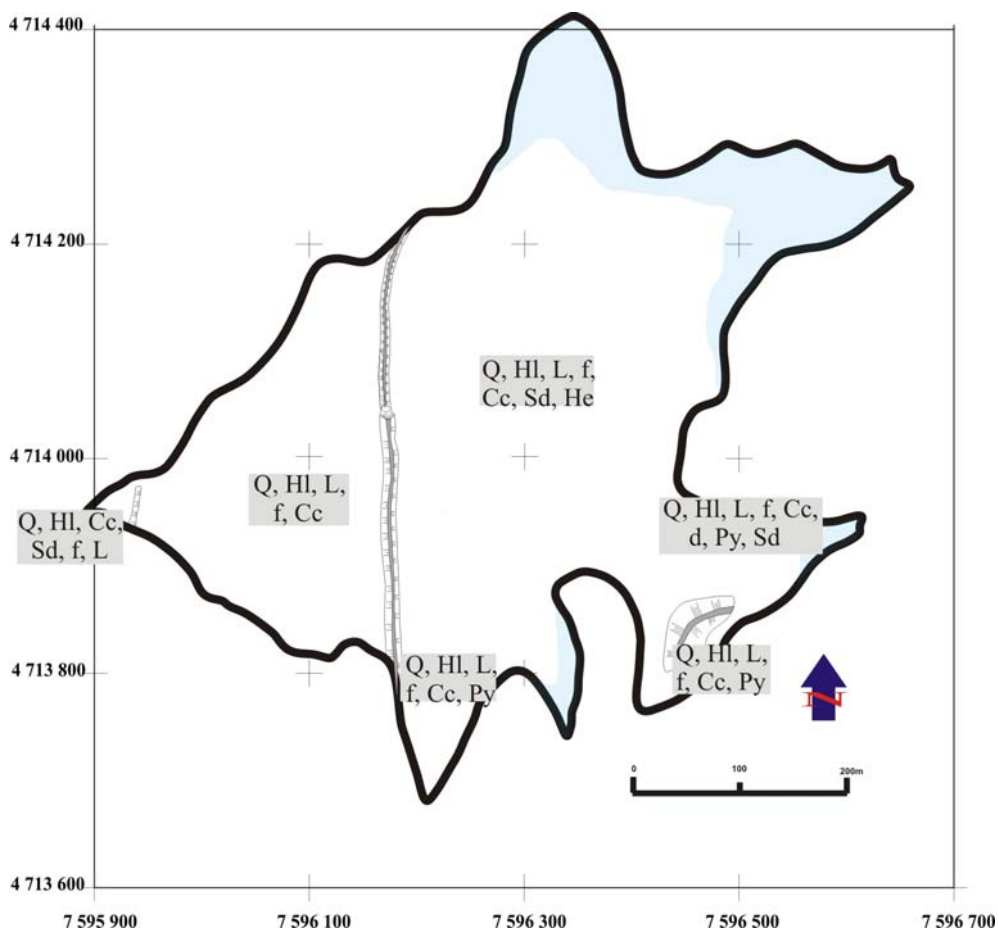 4 714 400
4 714 200
Q, Hl, L, f,
Cc, Sd, He
4 714 000
Q, Hl, L,
f, Cc
Q, Hl, Cc,
Sd, f, L
Q, Hl, L, f, Cc,
d, Py, Sd
4 713 800
Q, Hl, L,
f, Cc, Py
Q, Hl, L,
f, Cc, Py
N
0
100
200m
4 713 600
7 595 900
7 596 100
7 596 300
7 596 500
7 596 700